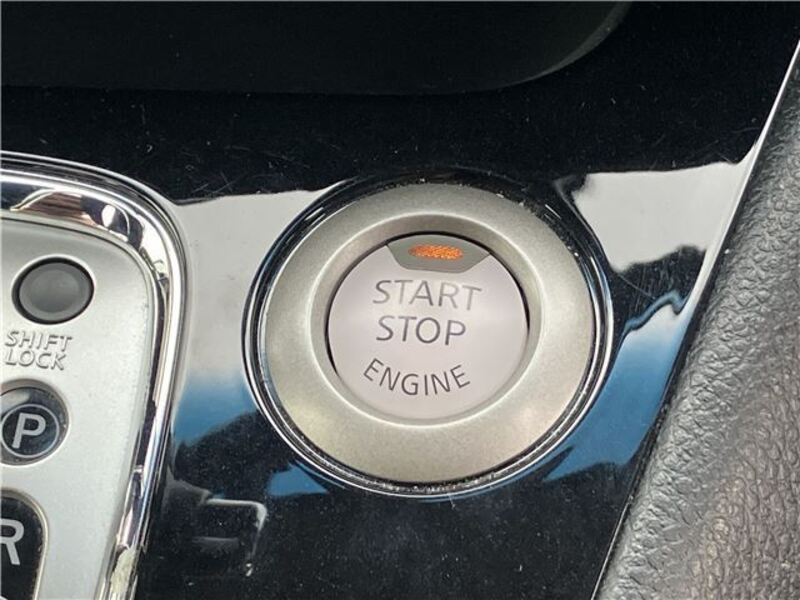 START
STOP
ENGINE
SHIFT
LOCK
P
R